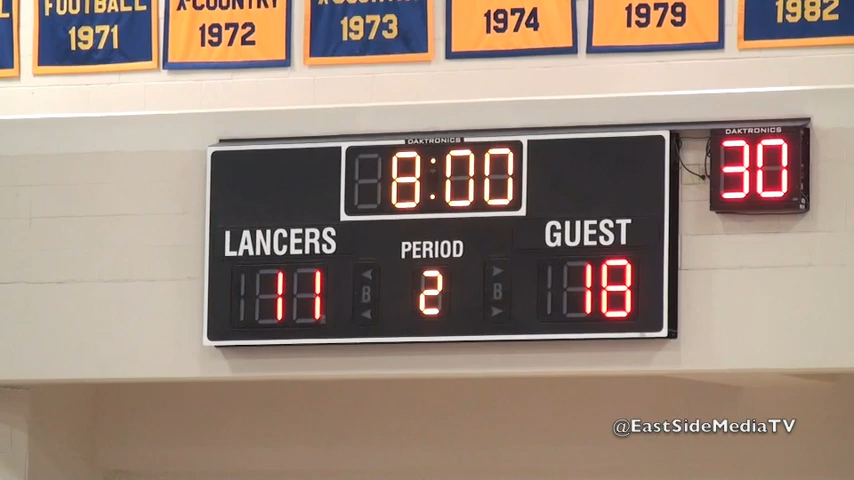 FOOTBALL
1971
X-COUNTRY
1972
X-COUNTRY
1973
1974
1979
1982
DAKTRONICS
8:00
DAKTRONICS
30
LANCERS
PERIOD
GUEST
11
B
2
B
18
@EastSideMediaTV